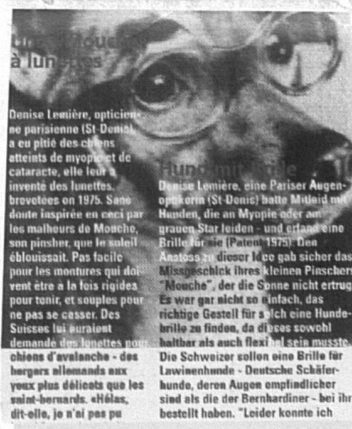 à lunettes
Denise Lemière, opticien-
ne parisienne (St-Denis),
a eu pitié des chiens
atteints de myopie et de
cataracte, elle leur a
inventé des lunettes,
brevetées en 1975. Sans
doute inspirée en ceci par
les malheurs de Mouche,
son pinsher, que le soleil
éblouissait. Pas facile
pour les montures qui doi-
vent être à la fois rigides
pour tenir, et souples pour
ne pas se casser. Des
Suisses lui auraient
demandé des lunettes pour
chiens d'avalanche - des
bergers allemands aux
yeux plus délicats que les
saint-bernards. «Hélas,
dit-elle, je n'ai pas pu
Hund mit Brille
Denise Lemière, eine Pariser Augen-
optikerin (St-Denis) hatte Mitleid mit
Hunden, die an Myopie oder am
grauen Star leiden - und erfand eine
Brille für sie (Patent 1975). Den
Anstoss zu dieser Idee gab sicher das
Missgeschick ihres kleinen Pinschers
"Mouche", der die Sonne nicht ertrug.
Es war gar nicht so einfach, das
richtige Gestell für solch eine Hunde-
brille zu finden, da dieses sowohl
haltbar als auch flexibel sein musste.
Die Schweizer sollen eine Brille für
Lawinenhunde - Deutsche Schäfer-
hunde, deren Augen empfindlicher
sind als die der Bernhardiner - bei ihr
bestellt haben. "Leider konnte ich